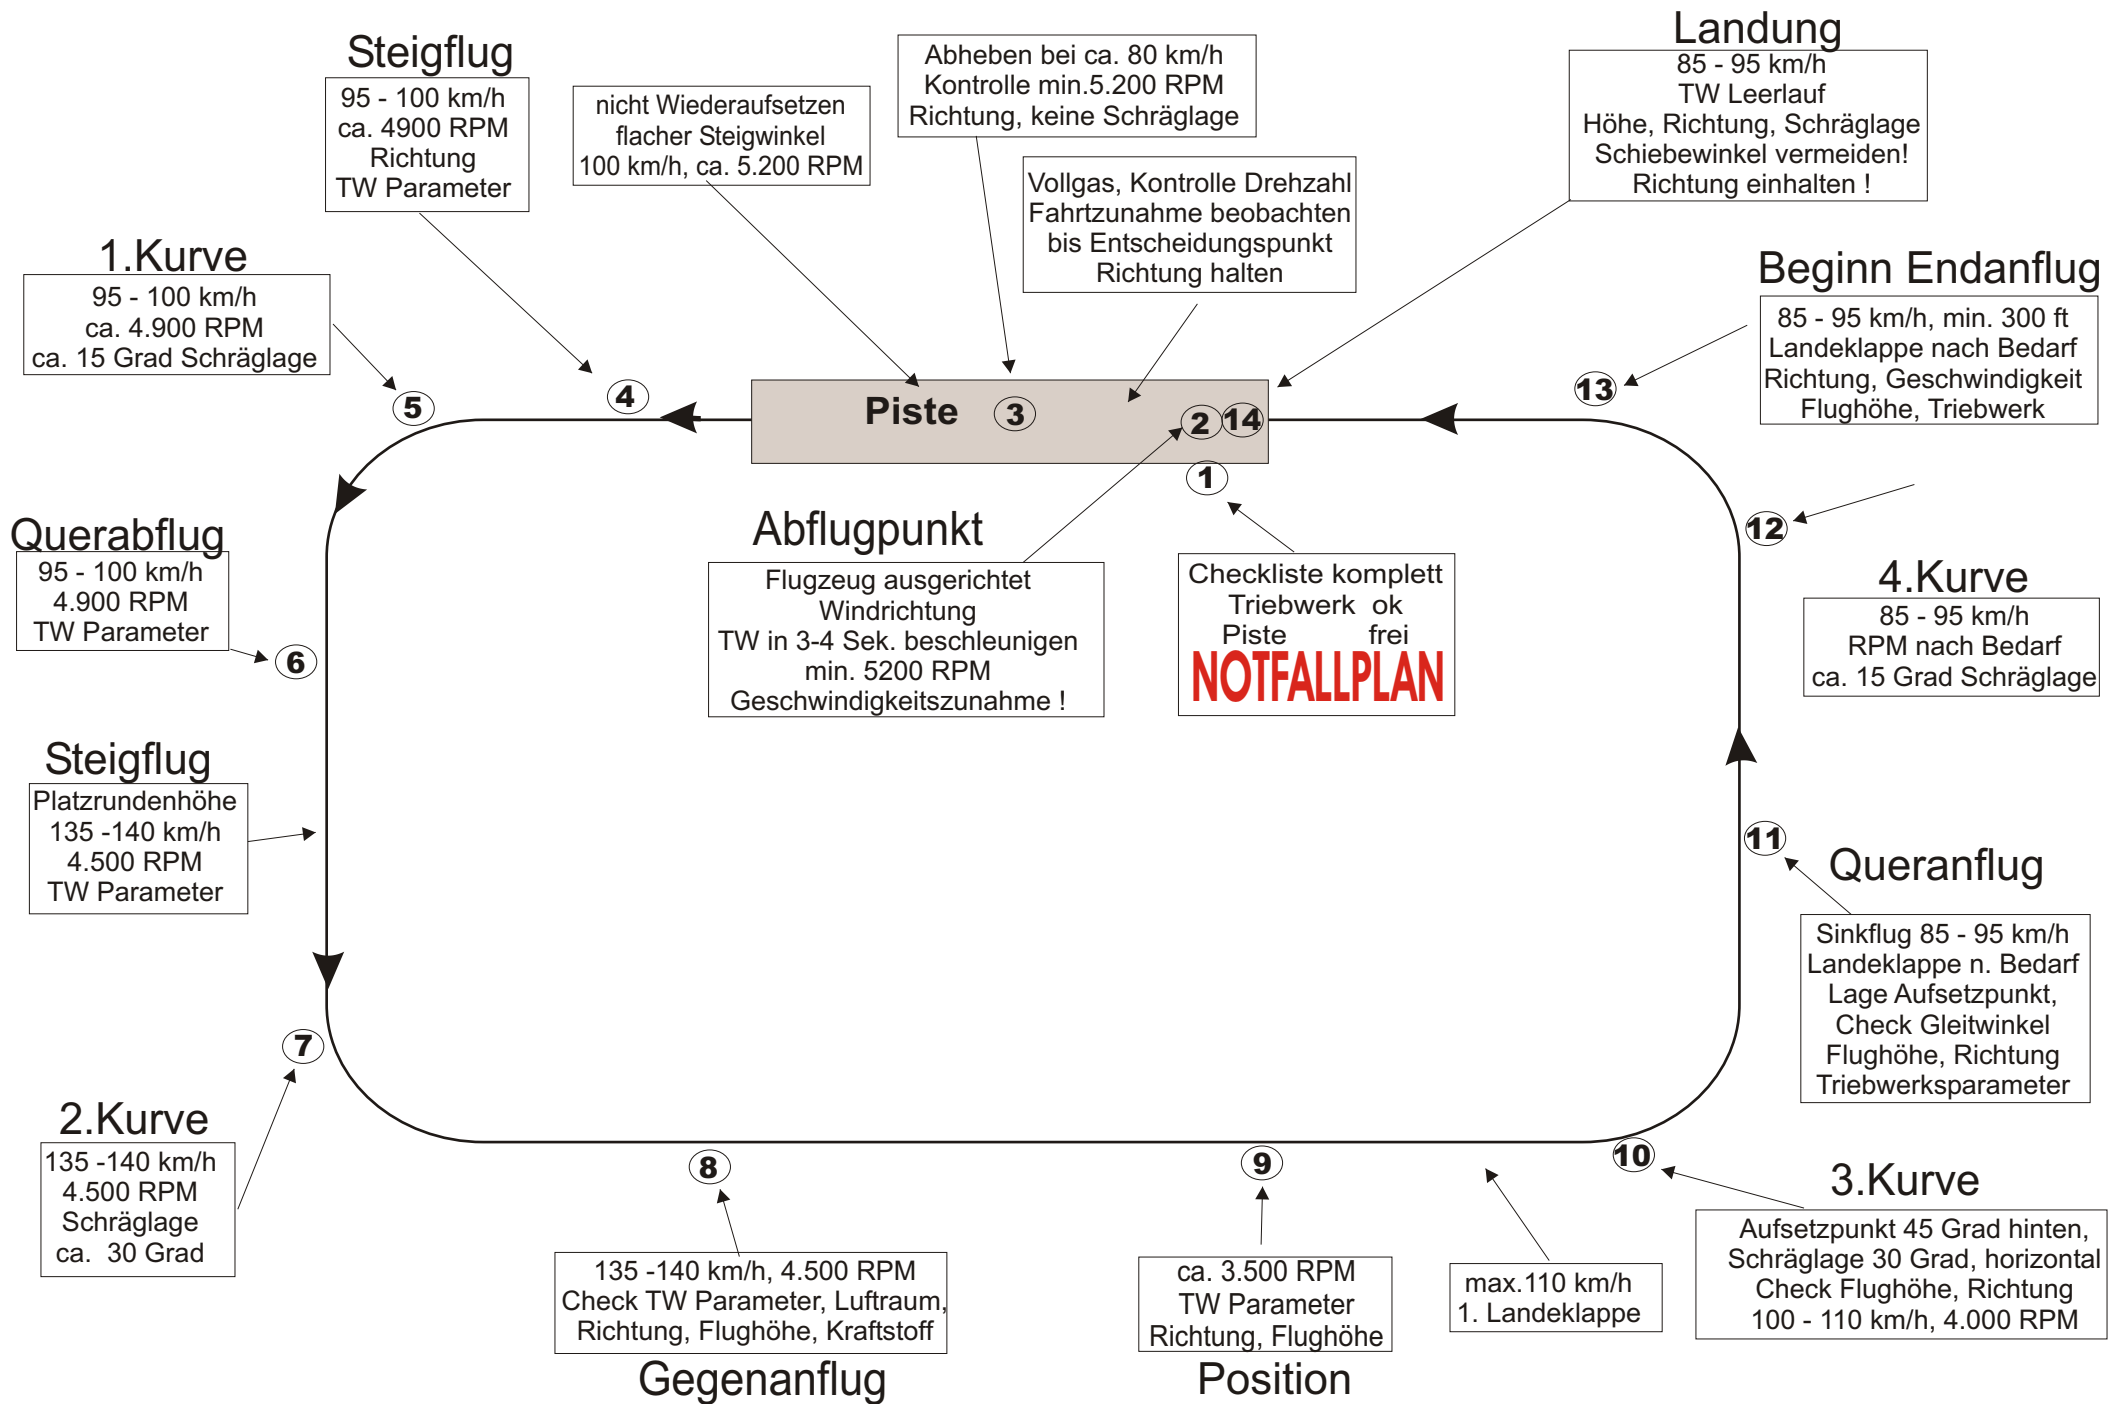 Steigflug
95 - 100 km/h
ca. 4900 RPM
Richtung
TW Parameter
nicht Wiederaufsetzen
flacher Steigwinkel
100 km/h, ca. 5.200 RPM
Abheben bei ca. 80 km/h
Kontrolle min.5.200 RPM
Richtung, keine Schräglage
Vollgas, Kontrolle Drehzahl
Fahrtzunahme beobachten
bis Entscheidungspunkt
Richtung halten
Landung
85 - 95 km/h
TW Leerlauf
Höhe, Richtung, Schräglage
Schiebewinkel vermeiden!
Richtung einhalten !
1.Kurve
95 - 100 km/h
ca. 4.900 RPM
ca. 15 Grad Schräglage
Beginn Endanflug
85 - 95 km/h, min. 300 ft
Landeklappe nach Bedarf
Richtung, Geschwindigkeit
Flughöhe, Triebwerk
5
4
Piste
3
2
14
13
1
12
Querabflug
95 - 100 km/h
4.900 RPM
TW Parameter
6
Abflugpunkt
Flugzeug ausgerichtet
Windrichtung
TW in 3-4 Sek. beschleunigen
min. 5200 RPM
Geschwindigkeitszunahme !
Checkliste komplett
Triebwerk ok
Piste frei
NOTFALLPLAN
4.Kurve
85 - 95 km/h
RPM nach Bedarf
ca. 15 Grad Schräglage
Steigflug
Platzrundenhöhe
135 -140 km/h
4.500 RPM
TW Parameter
11
Queranflug
Sinkflug 85 - 95 km/h
Landeklappe n. Bedarf
Lage Aufsetzpunkt,
Check Gleitwinkel
Flughöhe, Richtung
Triebwerksparameter
7
2.Kurve
135 -140 km/h
4.500 RPM
Schräglage
ca. 30 Grad
8
9
10
135 -140 km/h, 4.500 RPM
Check TW Parameter, Luftraum,
Richtung, Flughöhe, Kraftstoff
Gegenanflug
ca. 3.500 RPM
TW Parameter
Richtung, Flughöhe
Position
max.110 km/h
1. Landeklappe
3.Kurve
Aufsetzpunkt 45 Grad hinten,
Schräglage 30 Grad, horizontal
Check Flughöhe, Richtung
100 - 110 km/h, 4.000 RPM